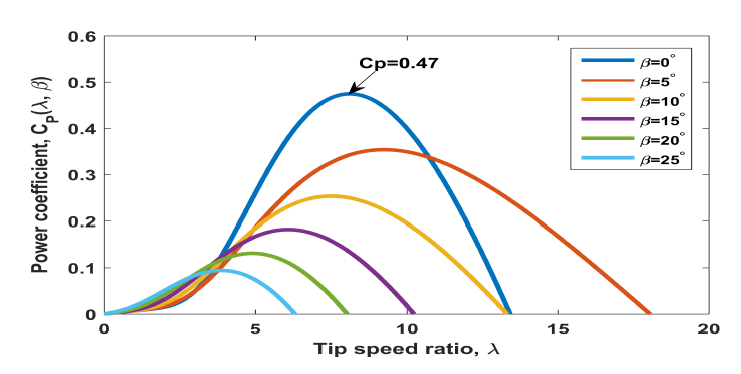 0.6
0.5
0.4
0.3
0.2
0.1
0
Power coefficient, C_P(λ, β)
Cp=0.47
β=0°
β=5°
β=10°
β=15°
β=20°
β=25°
0 5 10 15 20
Tip speed ratio, λ